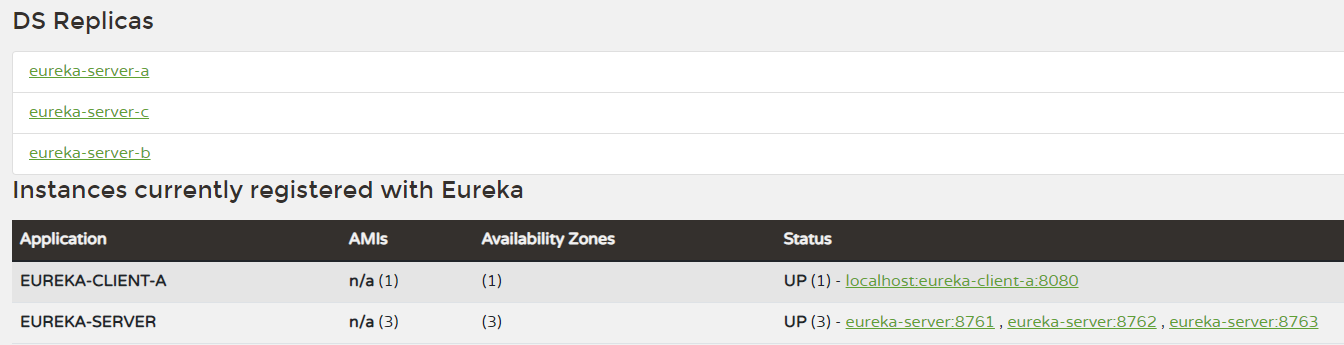 DS Replicas
eureka-server-a
eureka-server-c
eureka-server-b
Instances currently registered with Eureka
Application AMIs Availability Zones Status
EUREKA-CLIENT-A n/a (1) (1) UP (1) - localhost:eureka-client-a:8080
EUREKA-SERVER n/a (3) (3) UP (3) - eureka-server:8761 , eureka-server:8762 , eureka-server:8763